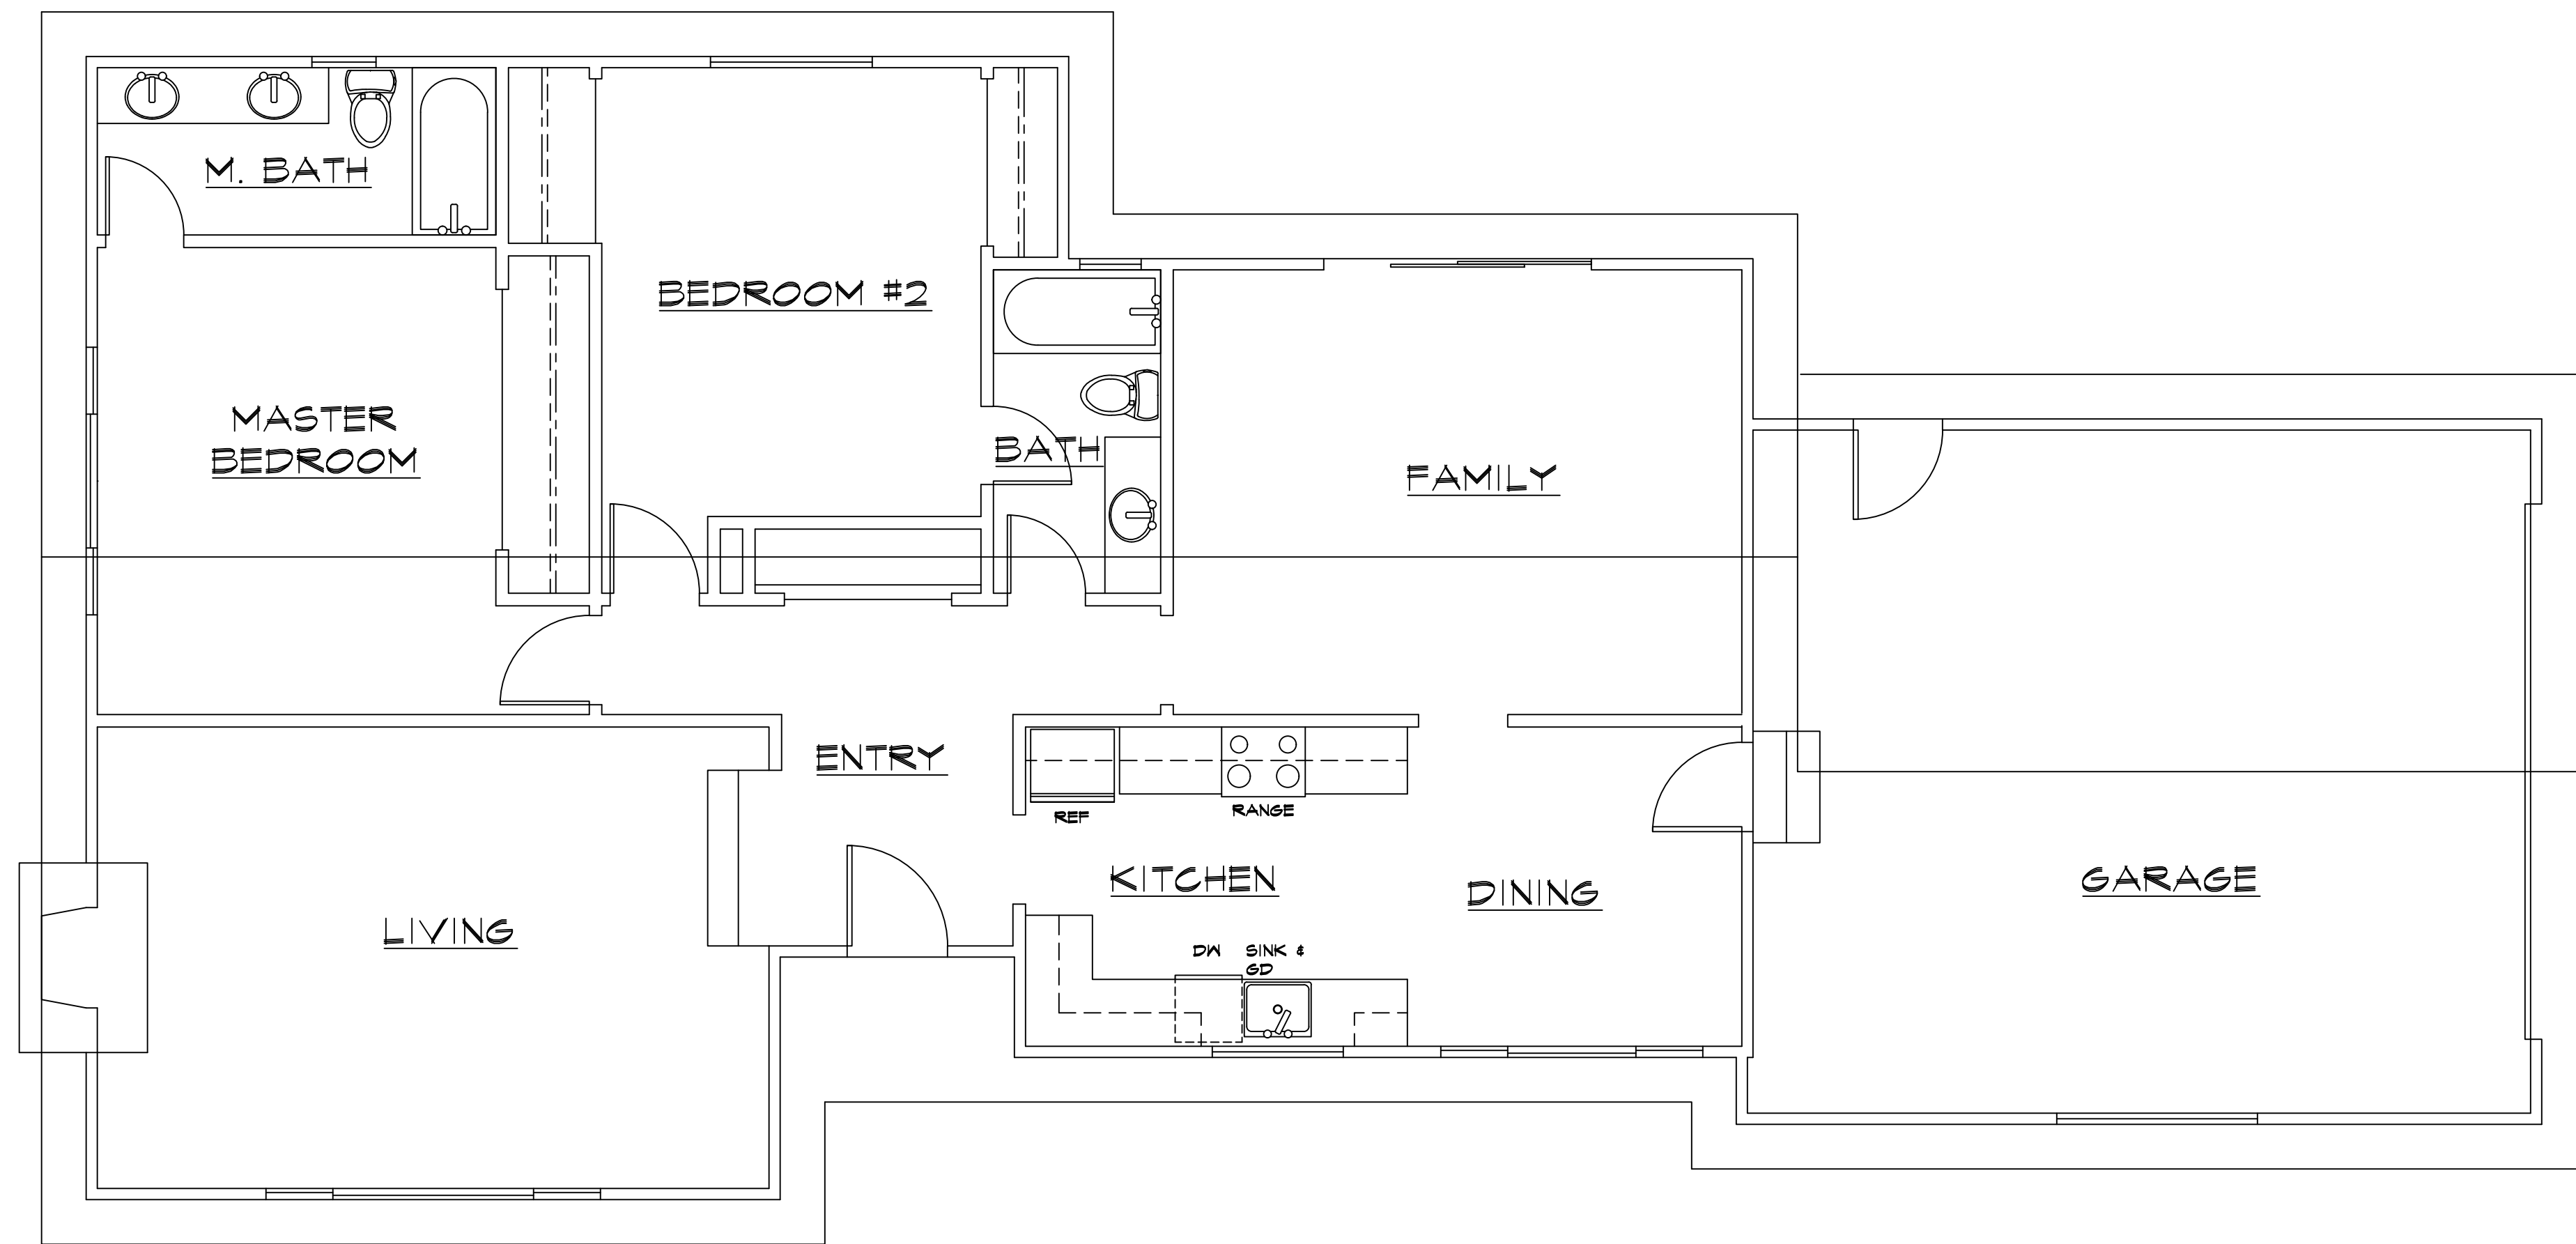 M. BATH
BEDROOM #2
MASTER
BEDROOM
BATH
FAMILY
ENTRY
REF
RANGE
KITCHEN
DINING
GARAGE
LIVING
DW
SINK &
GD